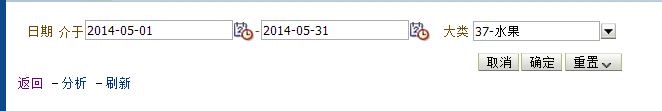 日期 介于 2014-05-01 - 2014-05-31 大类 37-水果
取消 确定 重置
返回 - 分析 - 刷新